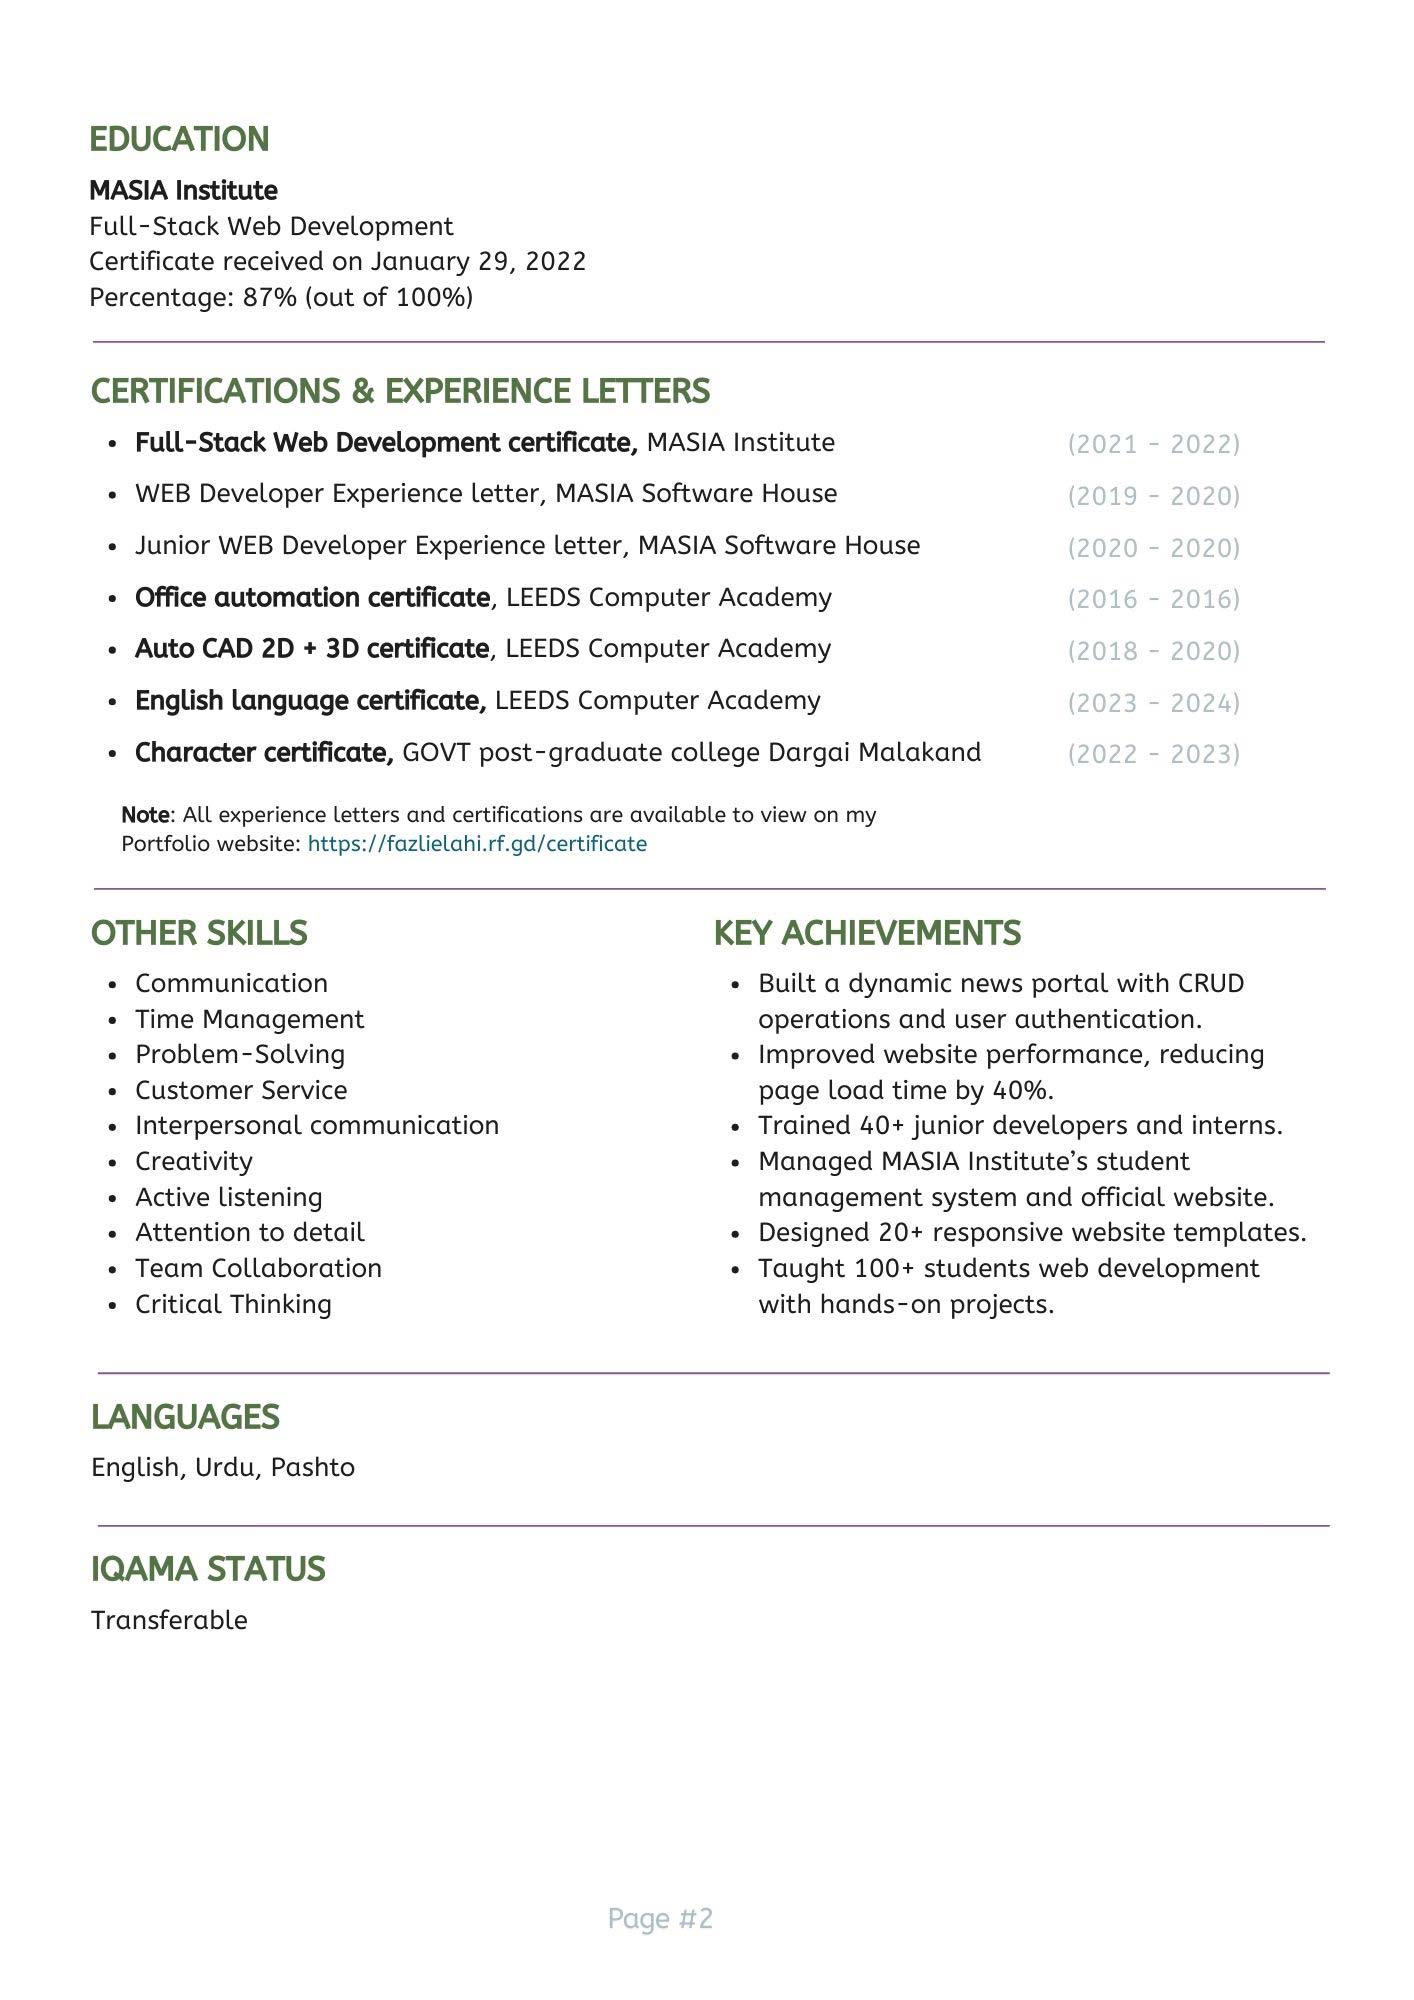 EDUCATION
MASIA Institute
Full-Stack Web Development
Certificate received on January 29, 2022
Percentage: 87% (out of 100%)
CERTIFICATIONS & EXPERIENCE LETTERS
• Full-Stack Web Development certificate, MASIA Institute (2021 - 2022)
• WEB Developer Experience letter, MASIA Software House (2019 - 2020)
• Junior WEB Developer Experience letter, MASIA Software House (2020 - 2020)
• Office automation certificate, LEEDS Computer Academy (2016 - 2016)
• Auto CAD 2D + 3D certificate, LEEDS Computer Academy (2018 - 2020)
• English language certificate, LEEDS Computer Academy (2023 - 2024)
• Character certificate, GOVT post-graduate college Dargai Malakand (2022 - 2023)
Note: All experience letters and certifications are available to view on my
Portfolio website: https://fazlielahi.rf.gd/certificate
OTHER SKILLS
• Communication
• Time Management
• Problem-Solving
• Customer Service
• Interpersonal communication
• Creativity
• Active listening
• Attention to detail
• Team Collaboration
• Critical Thinking
KEY ACHIEVEMENTS
• Built a dynamic news portal with CRUD
operations and user authentication.
• Improved website performance, reducing
page load time by 40%.
• Trained 40+ junior developers and interns.
• Managed MASIA Institute’s student
management system and official website.
• Designed 20+ responsive website templates.
• Taught 100+ students web development
with hands-on projects.
LANGUAGES
English, Urdu, Pashto
IQAMA STATUS
Transferable
Page #2